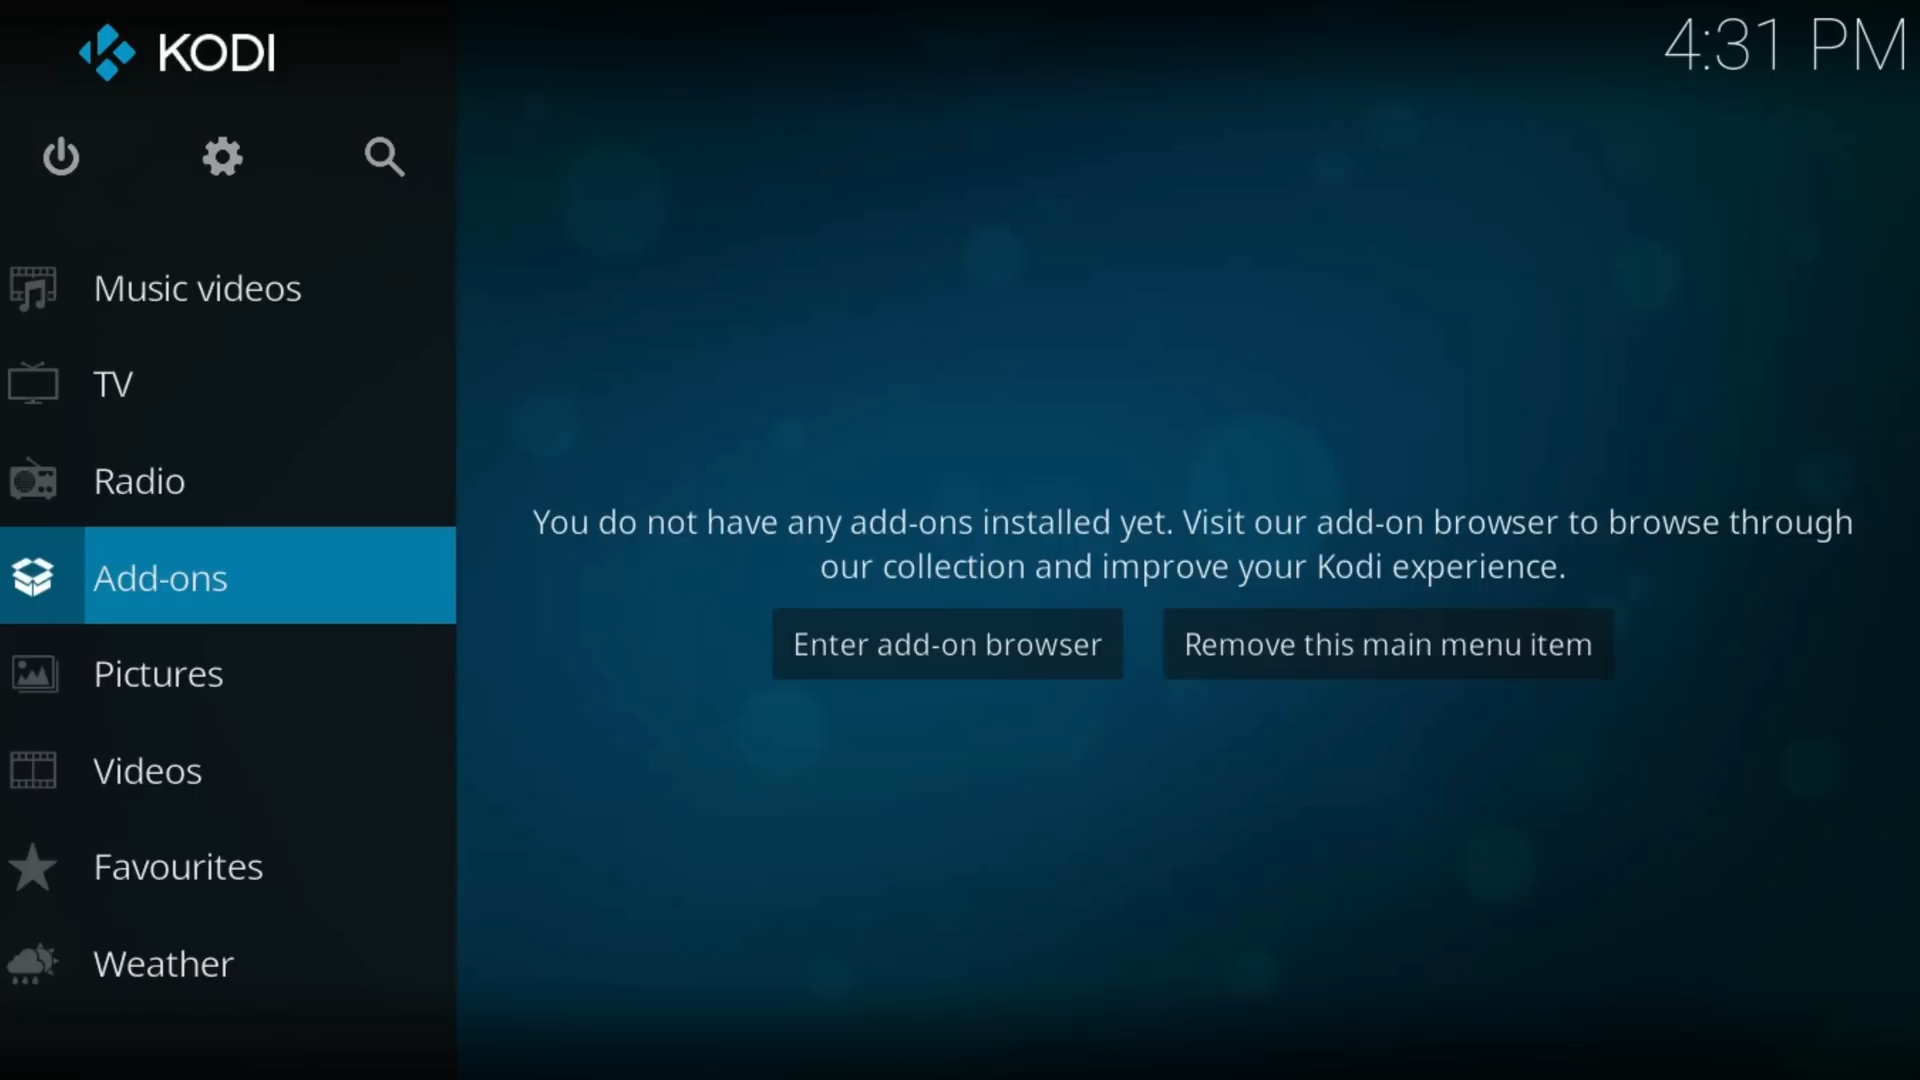 KODI
4:31 PM
Music videos
TV
Radio
Add-ons
Pictures
Videos
Favourites
Weather
You do not have any add-ons installed yet. Visit our add-on browser to browse through
our collection and improve your Kodi experience.
Enter add-on browser
Remove this main menu item